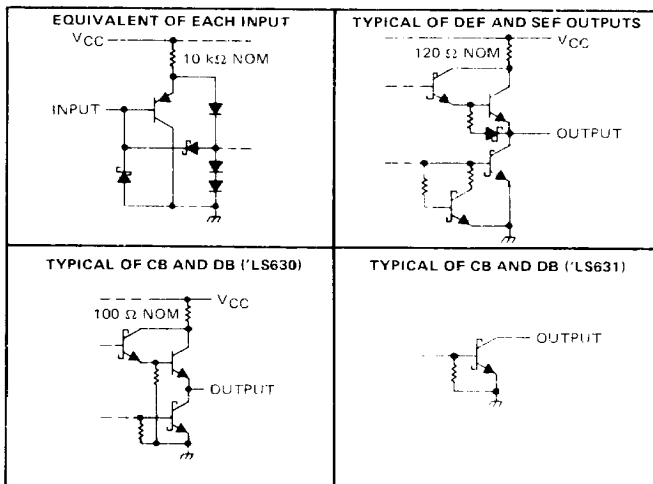 EQUIVALENT OF EACH INPUT
VCC
10 kΩ NOM
INPUT
TYPICAL OF DEF AND SEF OUTPUTS
VCC
120 Ω NOM
OUTPUT
TYPICAL OF CB AND DB ('LS630)
VCC
100 Ω NOM
OUTPUT
TYPICAL OF CB AND DB ('LS631)
OUTPUT